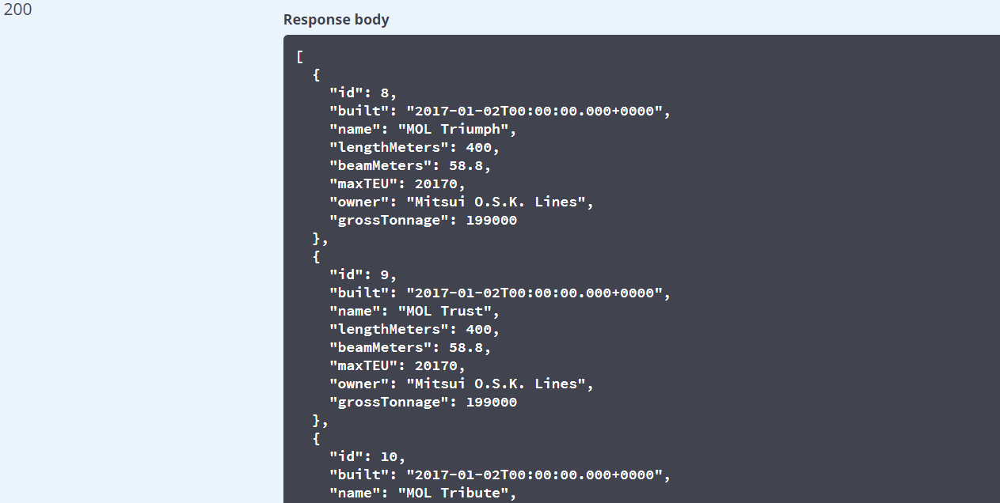 200
Response body
[
  {
    "id": 8,
    "built": "2017-01-02T00:00:00.000+0000",
    "name": "MOL Triumph",
    "lengthMeters": 400,
    "beamMeters": 58.8,
    "maxTEU": 20170,
    "owner": "Mitsui O.S.K. Lines",
    "grossTonnage": 199000
  },
  {
    "id": 9,
    "built": "2017-01-02T00:00:00.000+0000",
    "name": "MOL Trust",
    "lengthMeters": 400,
    "beamMeters": 58.8,
    "maxTEU": 20170,
    "owner": "Mitsui O.S.K. Lines",
    "grossTonnage": 199000
  },
  {
    "id": 10,
    "built": "2017-01-02T00:00:00.000+0000",
    "name": "MOL Tribute",